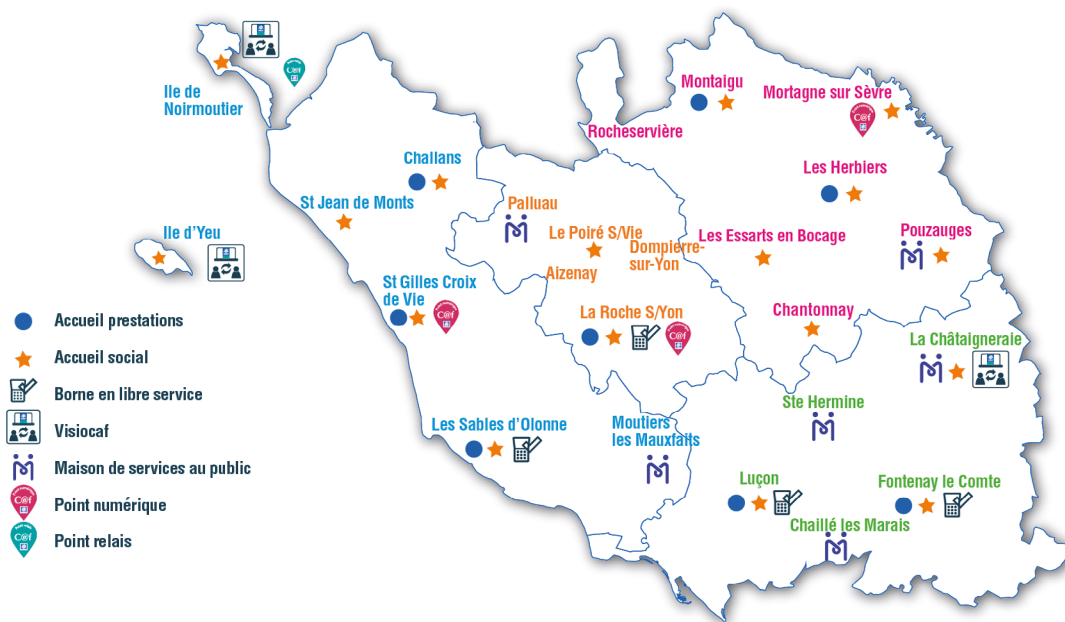 Ile de
Noirmoutier
Montaigu
Mortagne sur Sèvre
C@f
Rocheservière
Challans
Les Herbiers
St Jean de Monts
Palluau
Ile d'Yeu
Le Poiré S/Vie
Dompierre-
sur-Yon
Les Essarts en Bocage
Pouzauges
Aizenay
St Gilles Croix
de Vie
C@f
La Roche S/Yon
C@f
Chantonnay
La Châtaigneraie
Ste Hermine
Les Sables d'Olonne
Moutiers
les Mauxfaits
Luçon
Fontenay le Comte
Chaillé les Marais
Accueil prestations
Accueil social
Borne en libre service
Visiocaf
Maison de services au public
C@f
Point numérique
C@f
Point relais